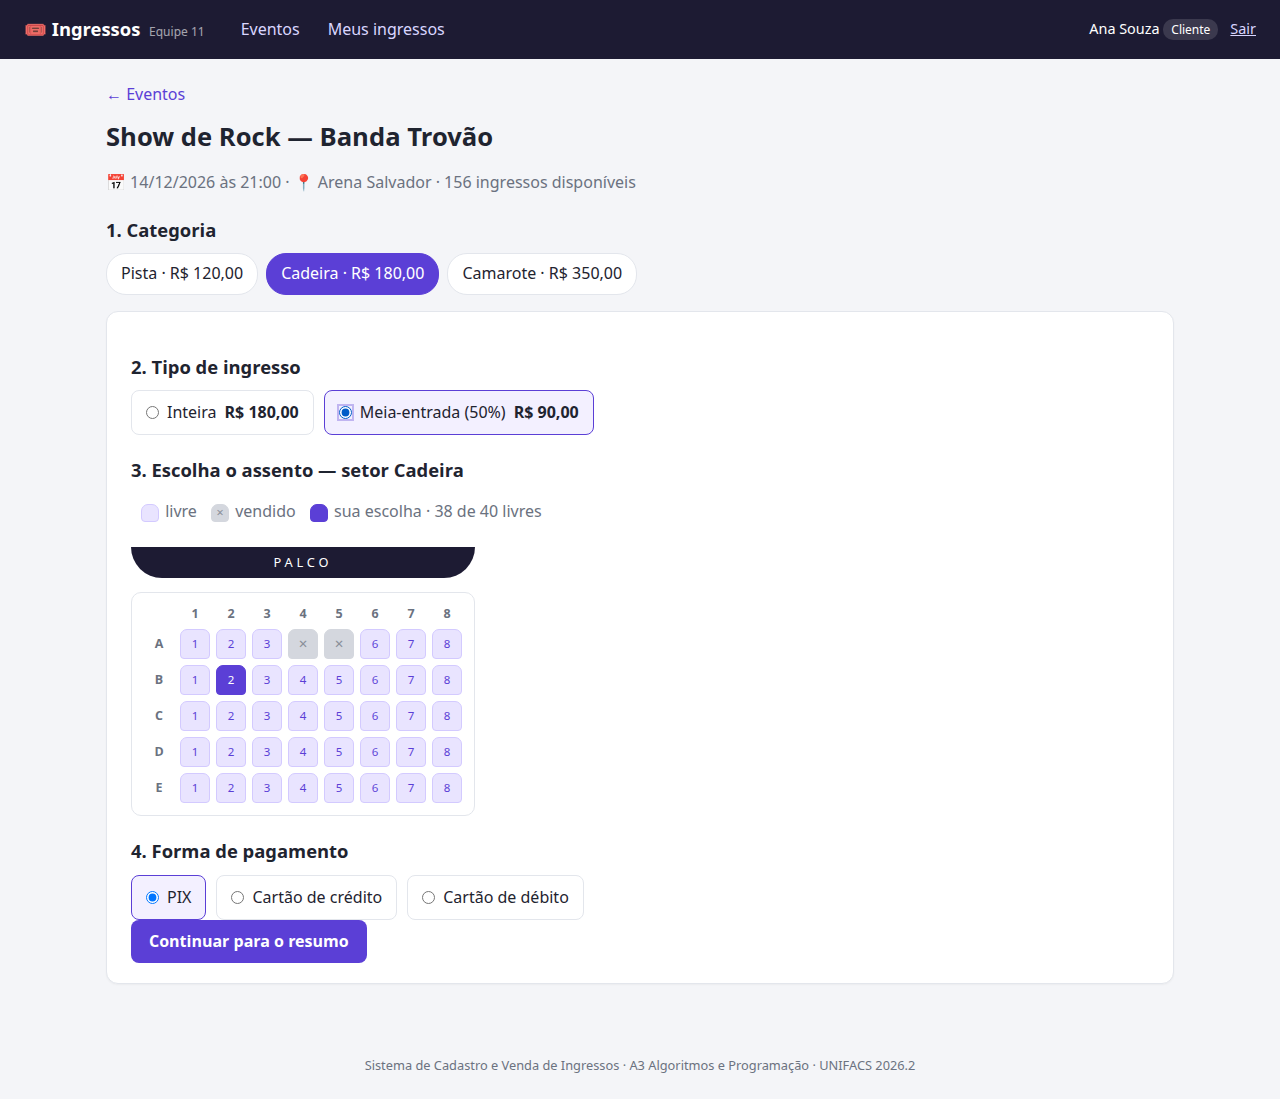 Ingressos Equipe 11 Eventos Meus ingressos Ana Souza Cliente Sair
← Eventos
Show de Rock — Banda Trovão
14/12/2026 às 21:00 · Arena Salvador · 156 ingressos disponíveis
1. Categoria
Pista · R$ 120,00 Cadeira · R$ 180,00 Camarote · R$ 350,00
2. Tipo de ingresso
Inteira R$ 180,00 Meia-entrada (50%) R$ 90,00
3. Escolha o assento — setor Cadeira
livre × vendido sua escolha · 38 de 40 livres
PALCO
1 2 3 4 5 6 7 8
A 1 2 3 × × 6 7 8
B 1 2 3 4 5 6 7 8
C 1 2 3 4 5 6 7 8
D 1 2 3 4 5 6 7 8
E 1 2 3 4 5 6 7 8
4. Forma de pagamento
PIX Cartão de crédito Cartão de débito
Continuar para o resumo
Sistema de Cadastro e Venda de Ingressos · A3 Algoritmos e Programação · UNIFACS 2026.2